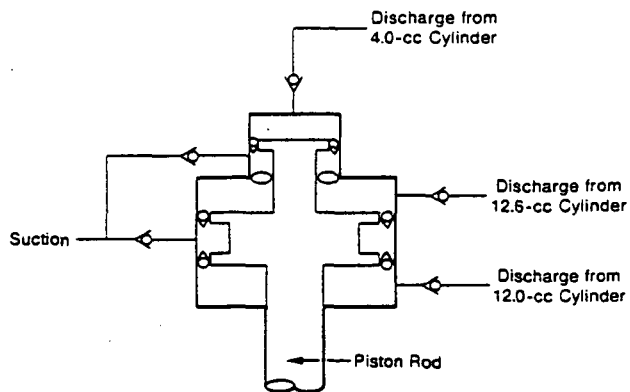 Discharge from
4.0-cc Cylinder
Discharge from
12.6-cc Cylinder
Suction
Discharge from
12.0-cc Cylinder
Piston Rod